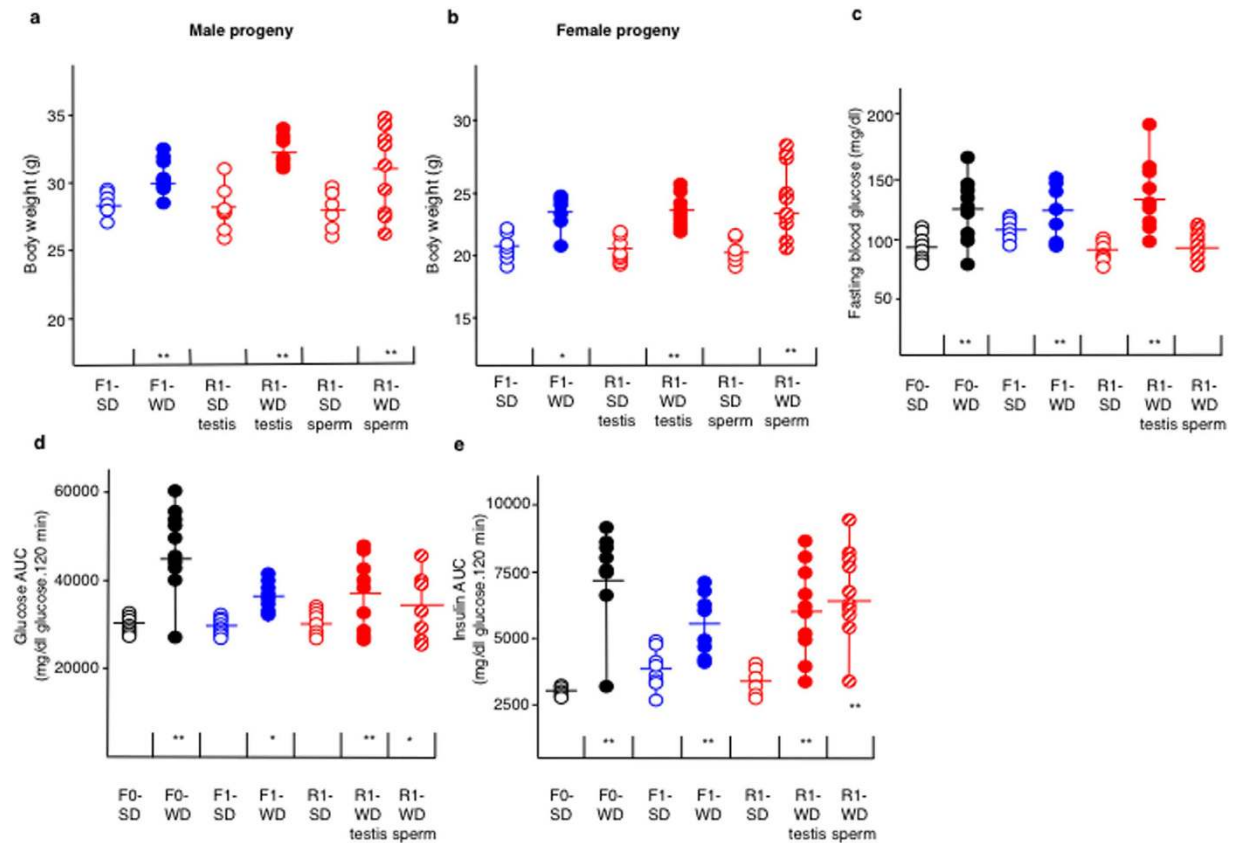 a
Male progeny
Body weight (g)
35
30
25
20
** ** **
F1- F1- R1- R1- R1- R1-
SD WD SD WD SD WD
testis testis sperm sperm
b
Female progeny
Body weight (g)
30
25
20
15
* ** **
F1- F1- R1- R1- R1- R1-
SD WD SD WD SD WD
testis testis sperm sperm
c
Fasting blood glucose (mg/dl)
200
150
100
50
** ** **
F0- F0- F1- F1- R1- R1- R1-
SD WD SD WD SD WD WD
testis sperm
d
Glucose AUC
(mg/dl glucose.120 min)
60000
40000
20000
** * ** *
F0- F0- F1- F1- R1- R1- R1-
SD WD SD WD SD WD WD
testis sperm
e
Insulin AUC
(mg/dl glucose.120 min)
10000
7500
5000
2500
**
** ** **
F0- F0- F1- F1- R1- R1- R1-
SD WD SD WD SD WD WD
testis sperm